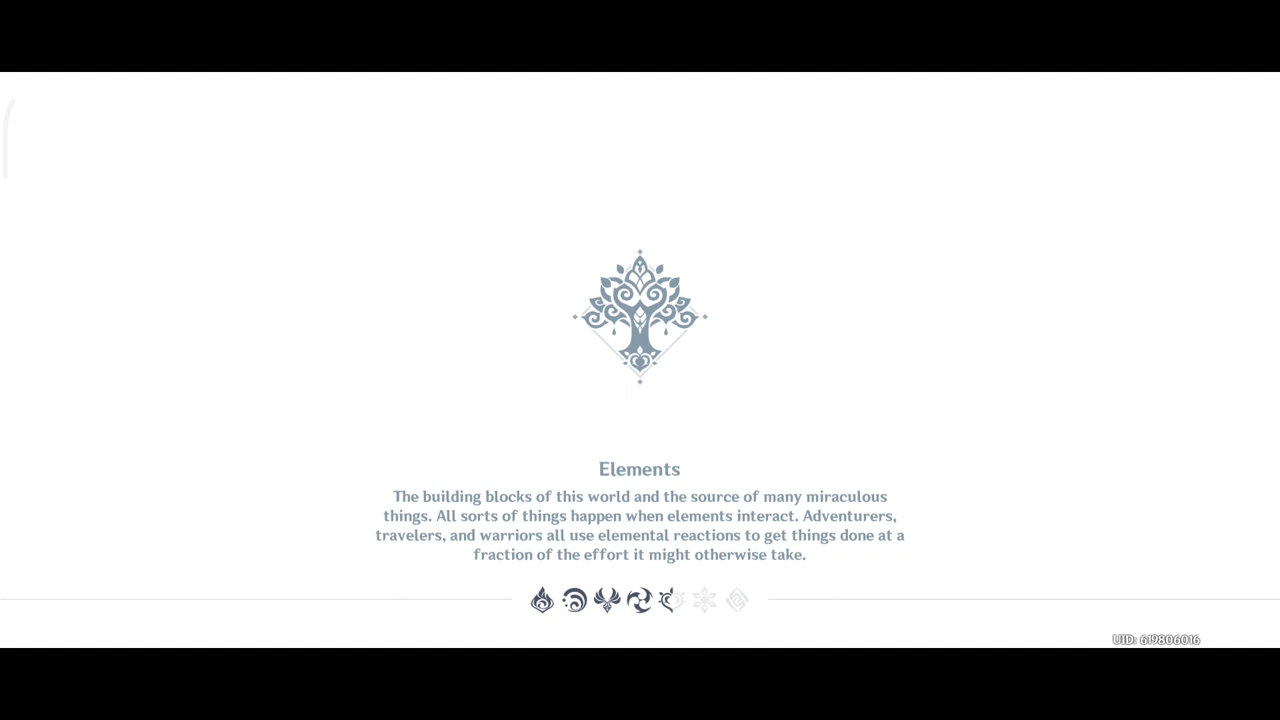 Elements
The building blocks of this world and the source of many miraculous
things. All sorts of things happen when elements interact. Adventurers,
travelers, and warriors all use elemental reactions to get things done at a
fraction of the effort it might otherwise take.
UID: 619806016